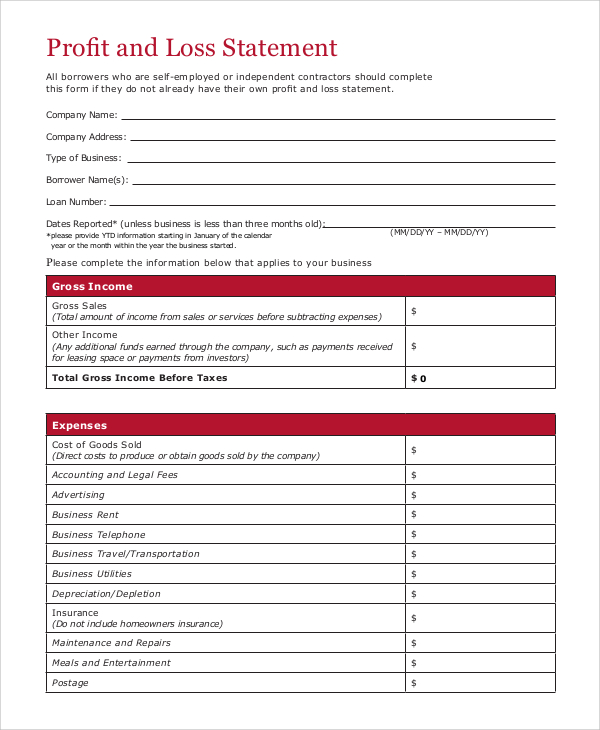 Profit and Loss Statement
All borrowers who are self-employed or independent contractors should complete
this form if they do not already have their own profit and loss statement.
Company Name:
Company Address:
Type of Business:
Borrower Name(s):
Loan Number:
Dates Reported* (unless business is less than three months old):
*please provide YTD information starting in January of the calendar
year or the month within the year the business started.
(MM/DD/YY – MM/DD/YY)
Please complete the information below that applies to your business
Gross Income
Gross Sales
(Total amount of income from sales or services before subtracting expenses) $
Other Income
(Any additional funds earned through the company, such as payments received $
for leasing space or payments from investors)
Total Gross Income Before Taxes $ 0
Expenses
Cost of Goods Sold
(Direct costs to produce or obtain goods sold by the company) $
Accounting and Legal Fees $
Advertising $
Business Rent $
Business Telephone $
Business Travel/Transportation $
Business Utilities $
Depreciation/Depletion $
Insurance
(Do not include homeowners insurance) $
Maintenance and Repairs $
Meals and Entertainment $
Postage $